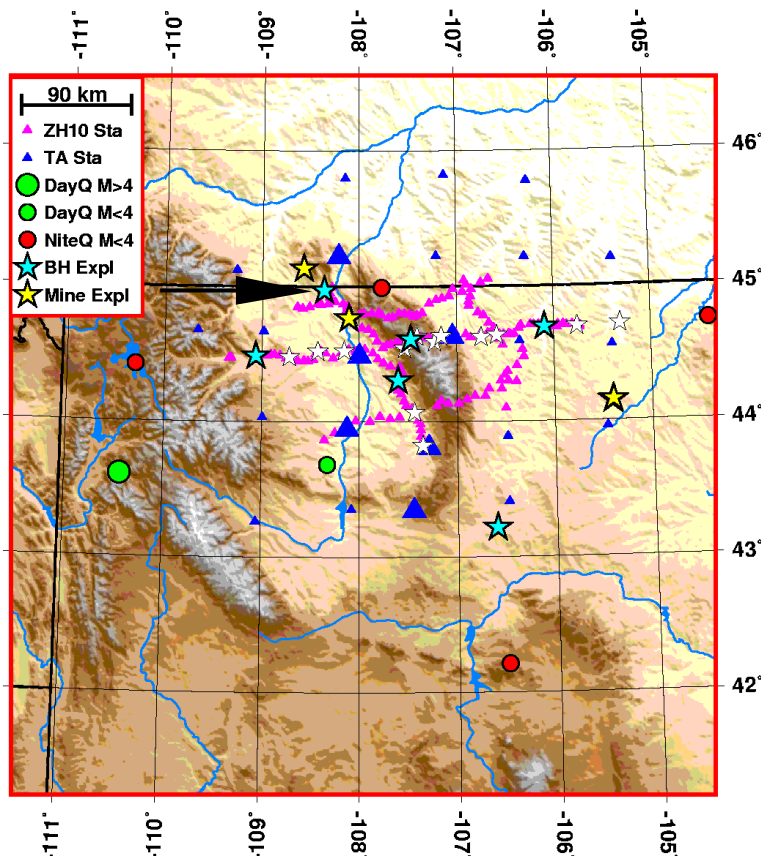 -111°
-110°
-109°
-108°
-107°
-106°
-105°
90 km
ZH10 Sta
TA Sta
DayQ M>4
DayQ M<4
NiteQ M<4
BH Expl
Mine Expl
46°
45°
44°
43°
42°
-111°
-110°
-109°
-108°
-107°
-106°
-105°